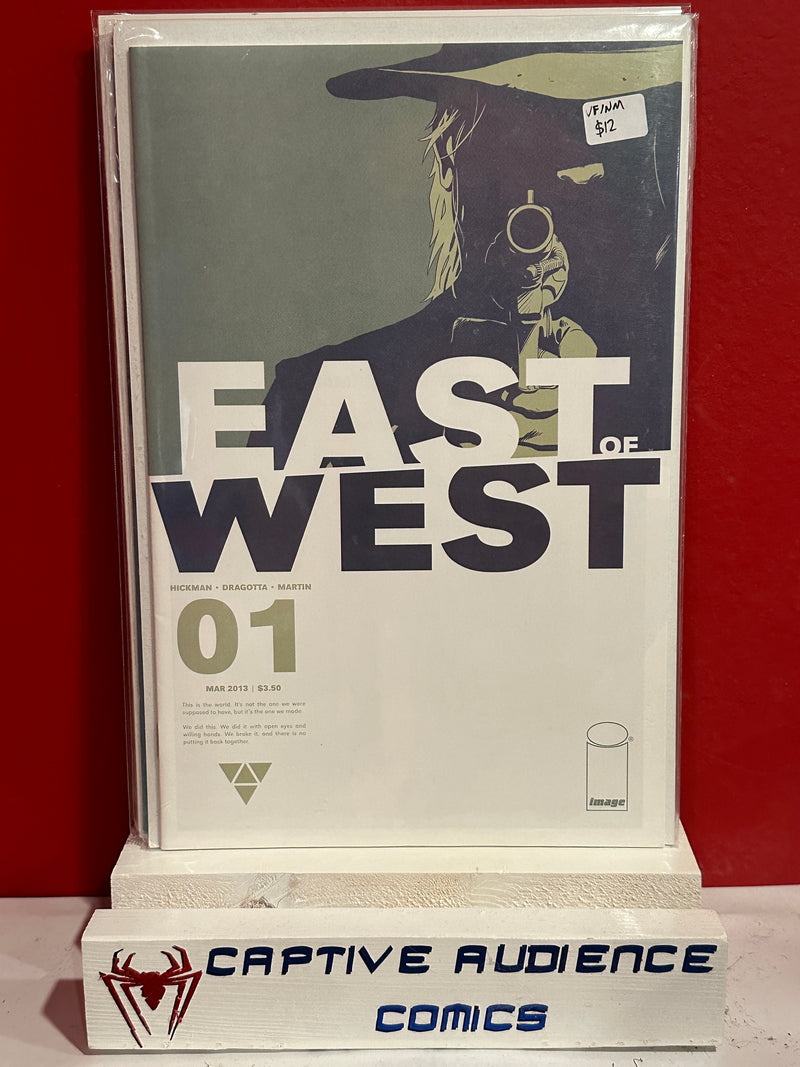 VF/NM
$12
EAST
OF
WEST
HICKMAN • DRAGOTTA • MARTIN
01
MAR 2013 | $3.50
This is the world. It's not the one we were
supposed to have, but it's the one we made.
We did this. We did it with open eyes and
willing hands. We broke it, and there is no
putting it back together.
image
®
CAPTIVE AUDIENCE
COMICS